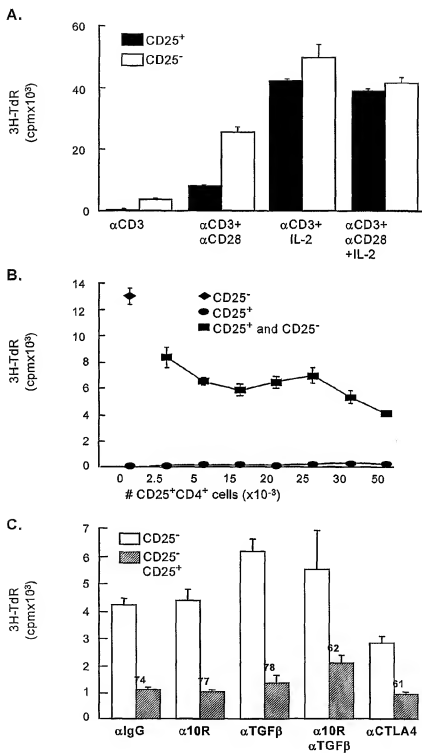 A.
CD25⁺
CD25⁻
3H-TdR
(cpmx10³)
60
40
20
0
αCD3
αCD3+
αCD28
αCD3+
IL-2
αCD3+
αCD28
+IL-2
B.
14
12
10
8
6
4
2
0
CD25⁻
CD25⁺
CD25⁺ and CD25⁻
3H-TdR
(cpmx10³)
0 2.5 5 15 20 25 30 50
# CD25⁺CD4⁺ cells (x10⁻³)
C.
7
6
5
4
3
2
1
0
CD25⁻
CD25⁻
CD25⁺
3H-TdR
(cpmx10³)
74
77
78
62
61
αIgG
α10R
αTGFβ
α10R
αTGFβ
αCTLA4